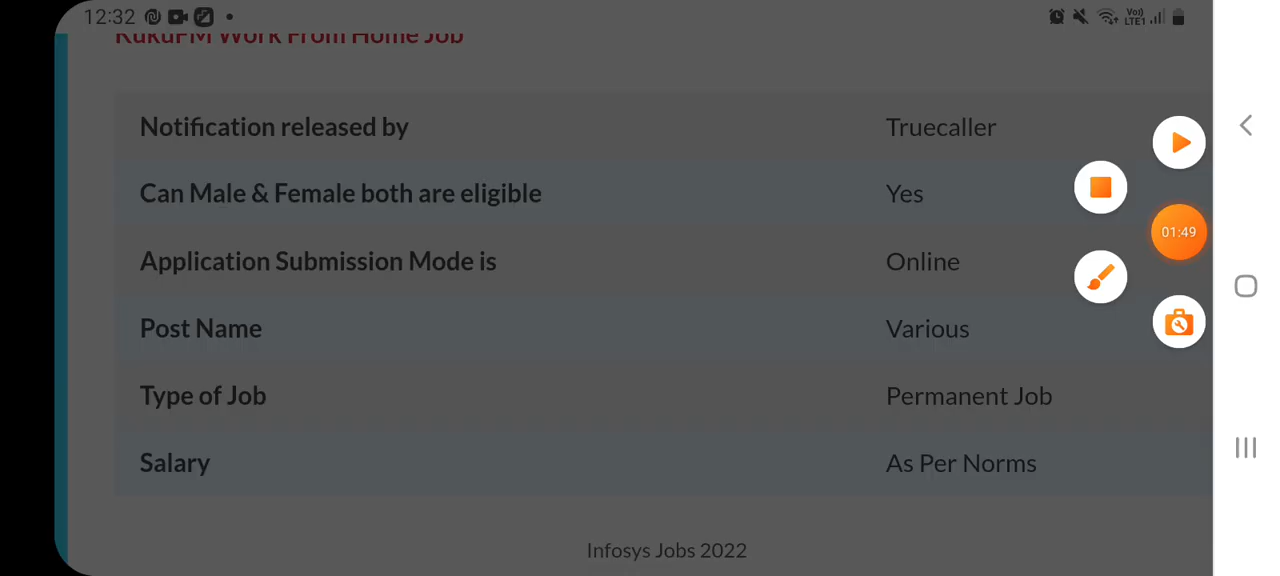 12:32
Vo) LTE1
KukuFM Work From Home Job
Notification released by Truecaller
Can Male & Female both are eligible Yes
Application Submission Mode is Online
01:49
Post Name Various
Type of Job Permanent Job
Salary As Per Norms
Infosys Jobs 2022